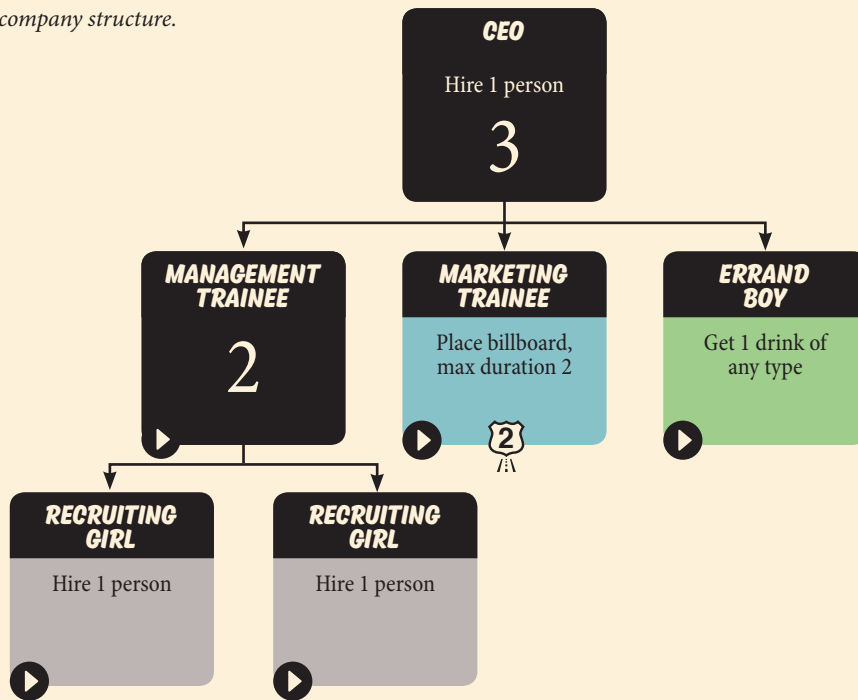 company structure.
CEO
Hire 1 person
3
MANAGEMENT
TRAINEE
2
MARKETING
TRAINEE
Place billboard,
max duration 2
2
ERRAND
BOY
Get 1 drink of
any type
RECRUITING
GIRL
Hire 1 person
RECRUITING
GIRL
Hire 1 person